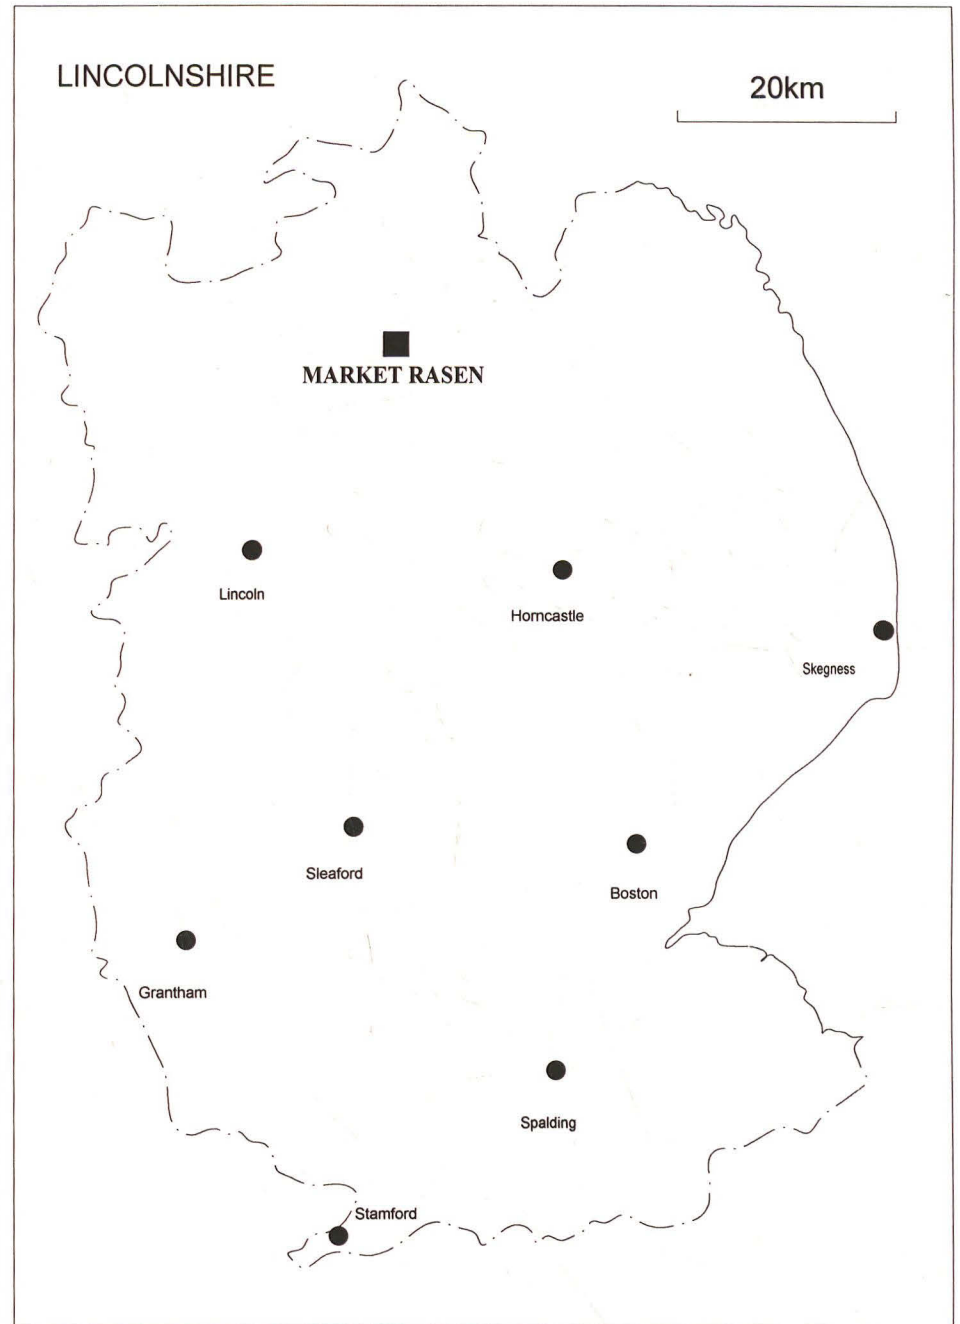 LINCOLNSHIRE
20km
MARKET RASEN
Lincoln
Horncastle
Skegness
Sleaford
Boston
Grantham
Spalding
Stamford